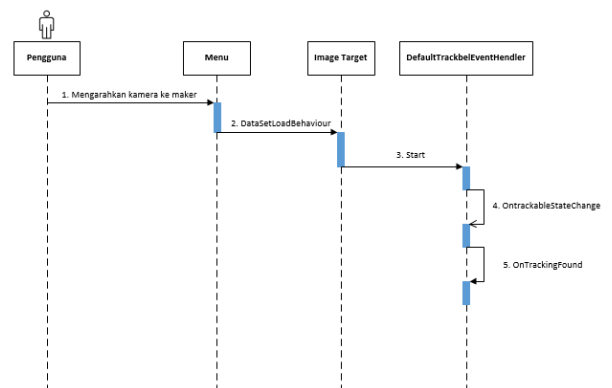 Pengguna
Menu
Image Target
DefaultTrackbelEventHendler
1. Mengarahkan kamera ke maker
2. DataSetLoadBehaviour
3. Start
4. OntrackableStateChange
5. OnTrackingFound